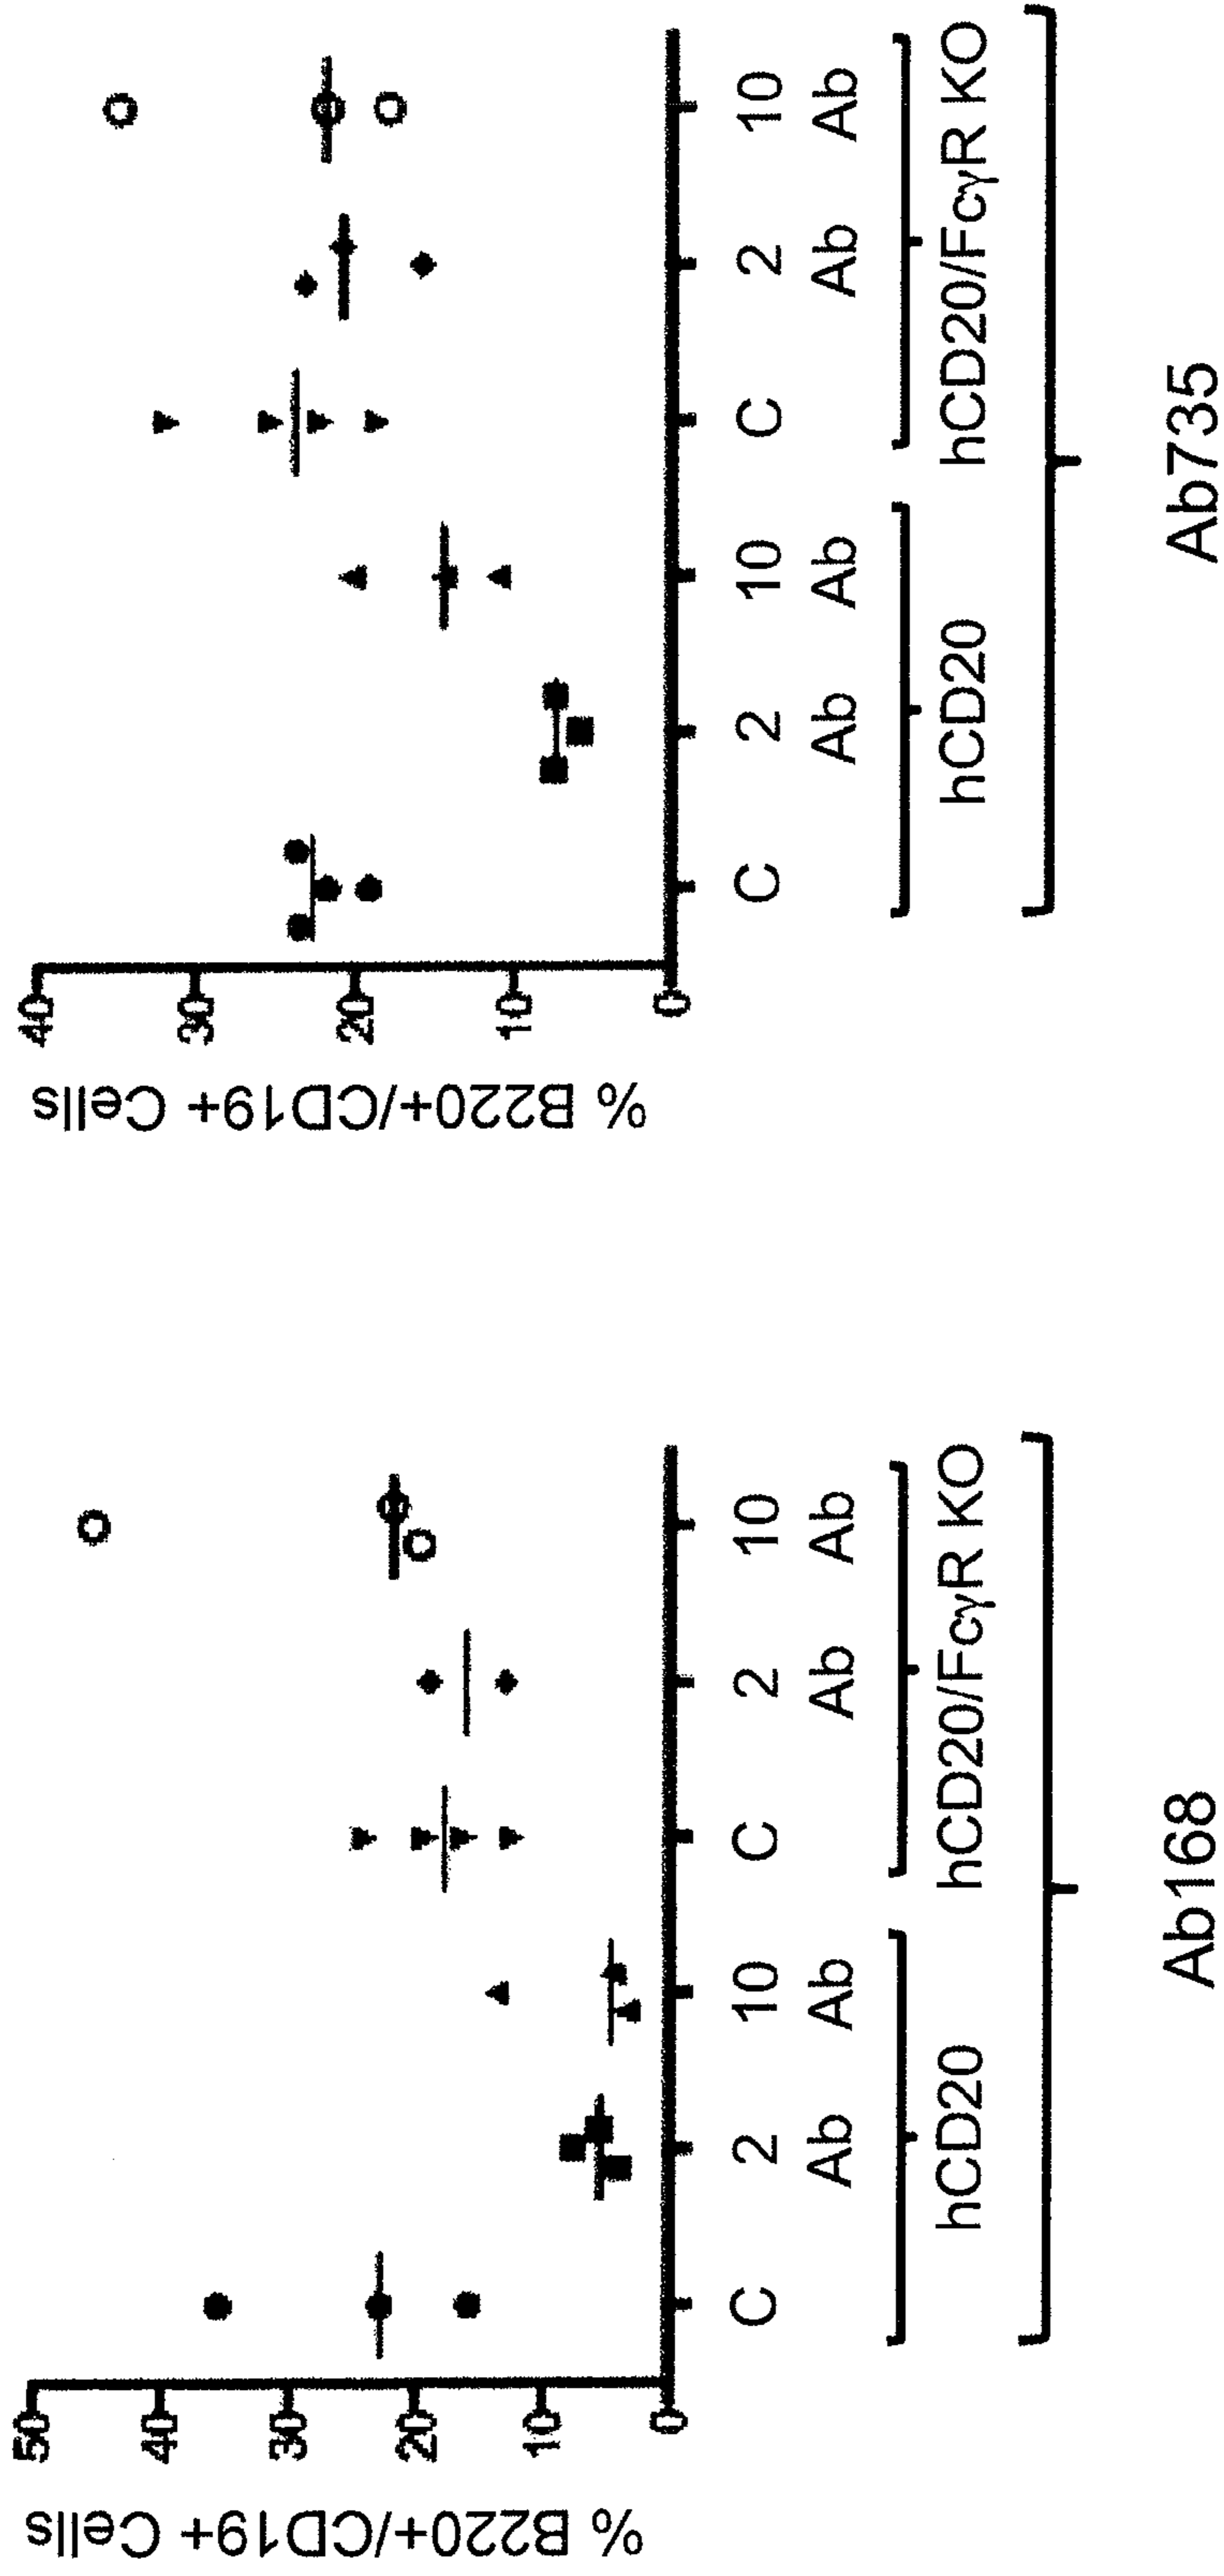 % B220+/CD19+ Cells
50
40
30
20
10
0
C 2 10 C 2 10
Ab Ab Ab Ab
hCD20 hCD20/FcγR KO
Ab168
% B220+/CD19+ Cells
40
30
20
10
0
C 2 10 C 2 10
Ab Ab Ab Ab
hCD20 hCD20/FcγR KO
Ab735